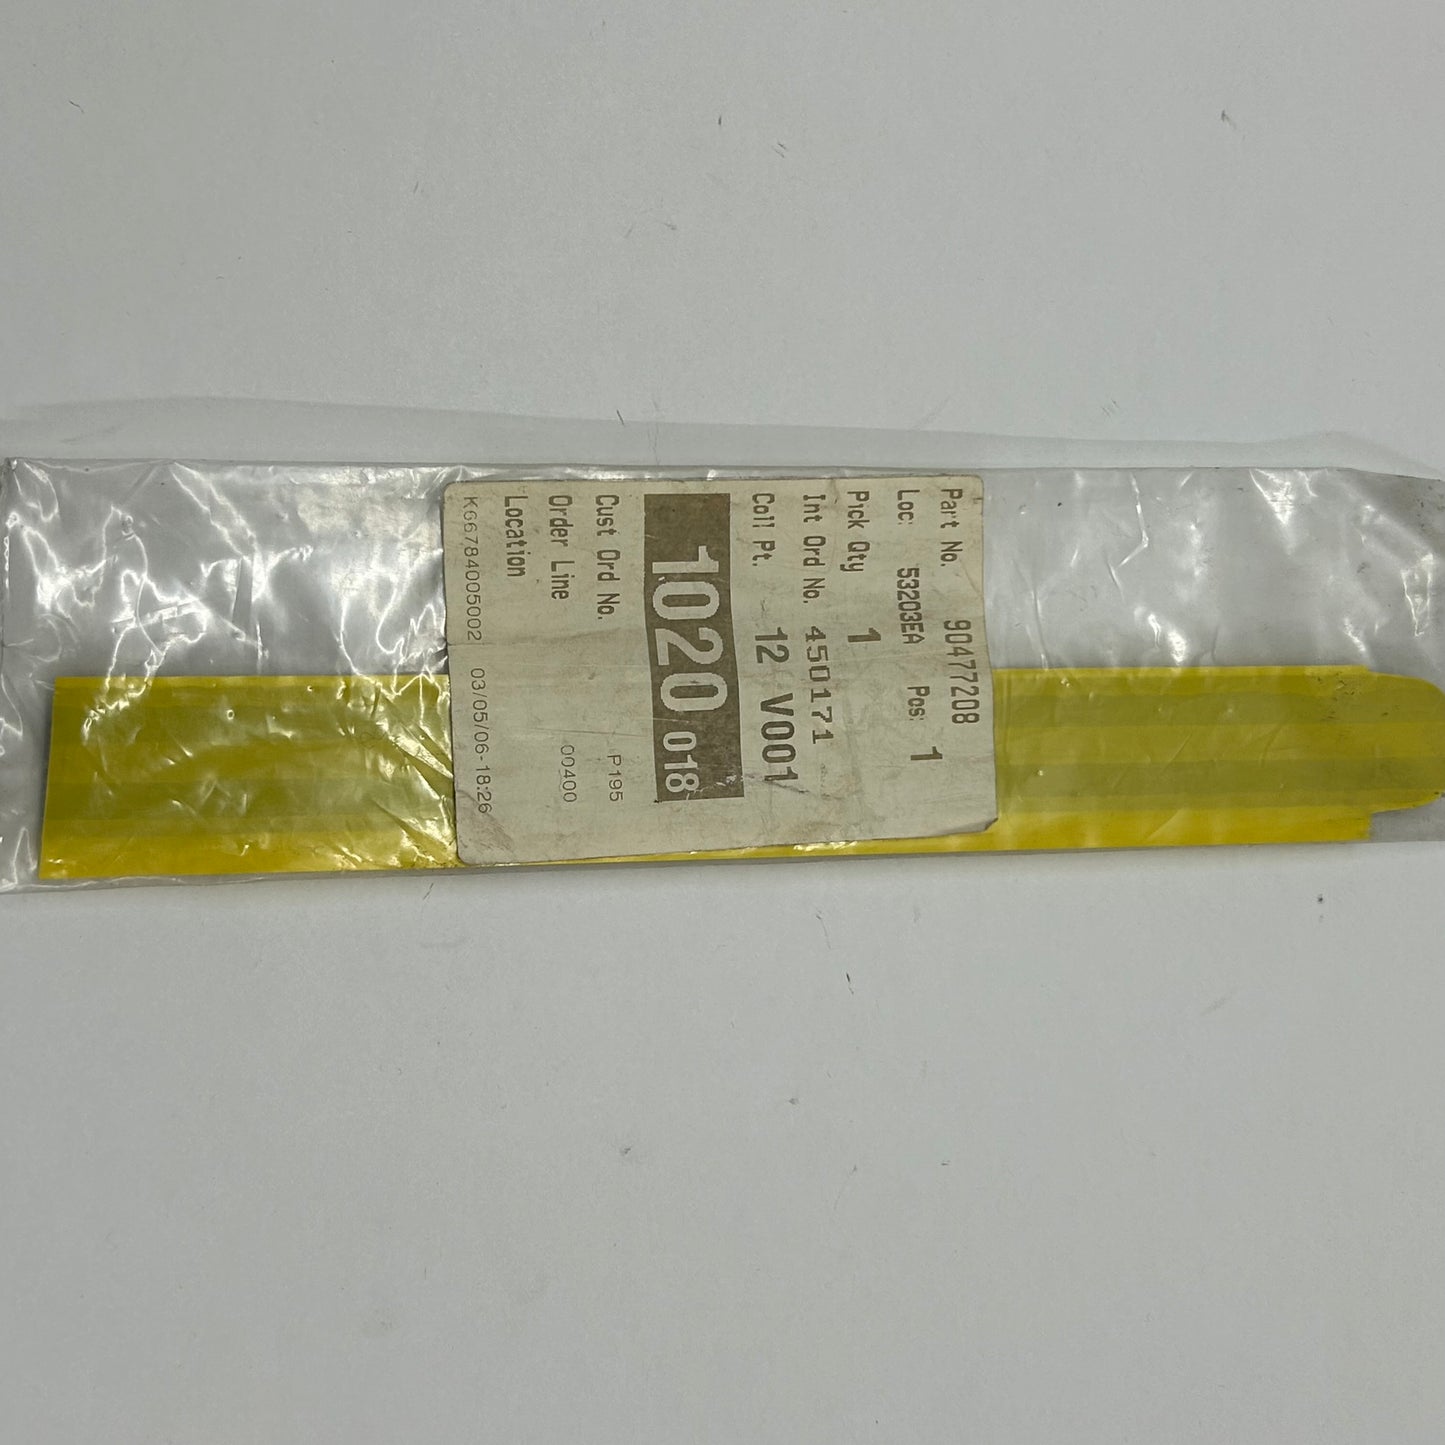 Part No. 90477208
Loc: 53203EA Pos: 1
Pick Qty 1
Int Ord No. 450171
Coll Pt. 12 V001
1020 018
Cust Ord No. P195
Order Line 00400
Location
K66784005002 03/05/06-18:26